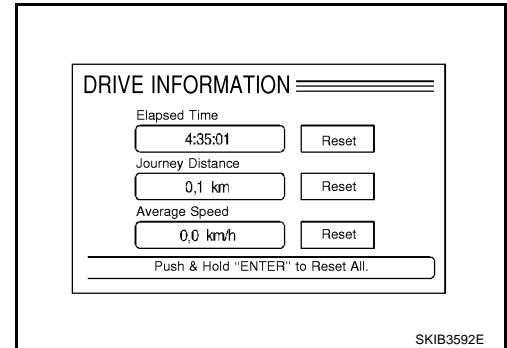 DRIVE INFORMATION
Elapsed Time
4:35:01 Reset
Journey Distance
0,1 km Reset
Average Speed
0,0 km/h Reset
Push & Hold "ENTER" to Reset All.
SKIB3592E